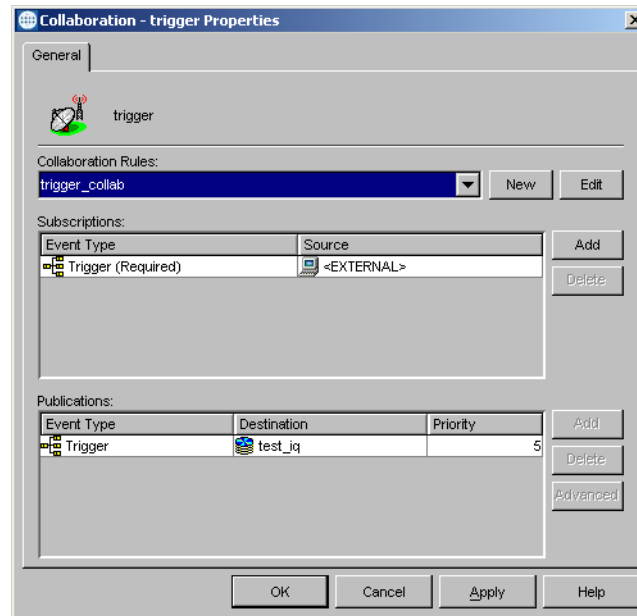 Collaboration - trigger Properties
General
trigger
Collaboration Rules:
trigger_collab New Edit
Subscriptions:
Event Type Source Add
Trigger (Required) <EXTERNAL>
Delete
Publications:
Event Type Destination Priority Add
Trigger test_iq 5
Delete
Advanced
OK Cancel Apply Help